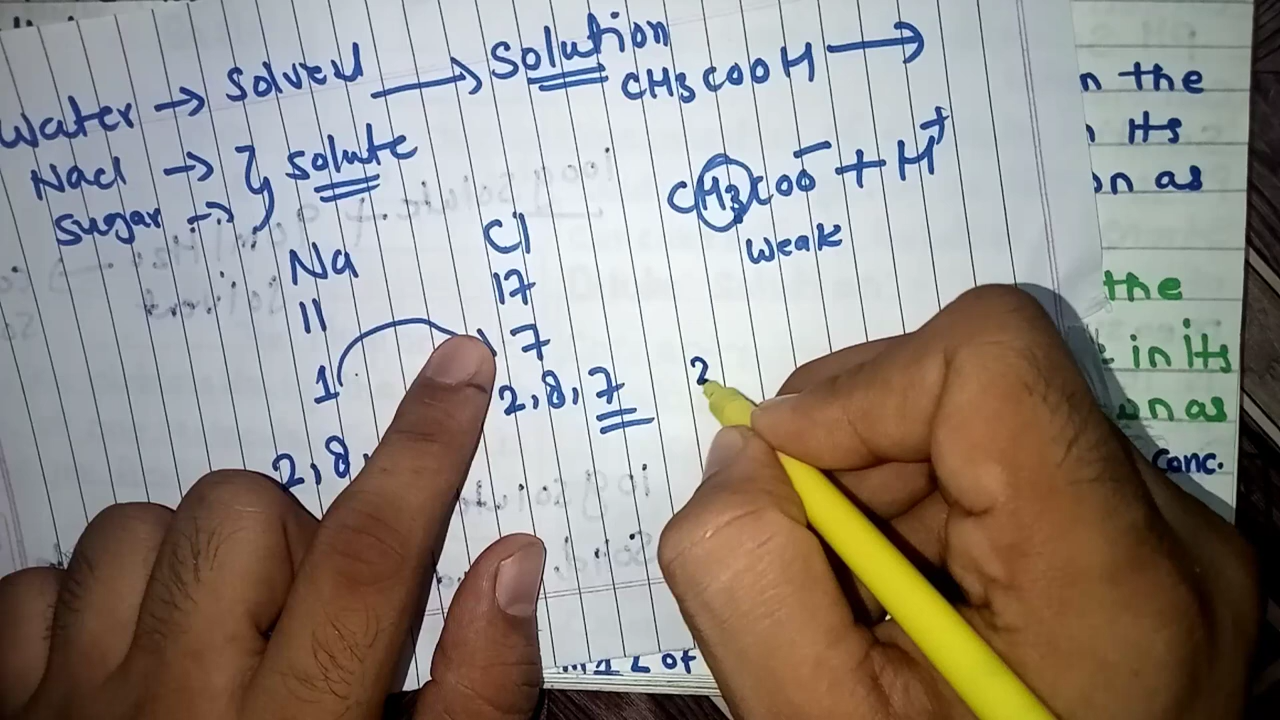 Water → Solvent → Solution
Nacl → } Solute
Sugar →
CH3COOH →
CH3COO⁻ + H⁺
Weak
Na Cl
11 17
1 7
2,8, 2,8,7
2
n the
Its
on as
the
in its
on as
conc.
L of